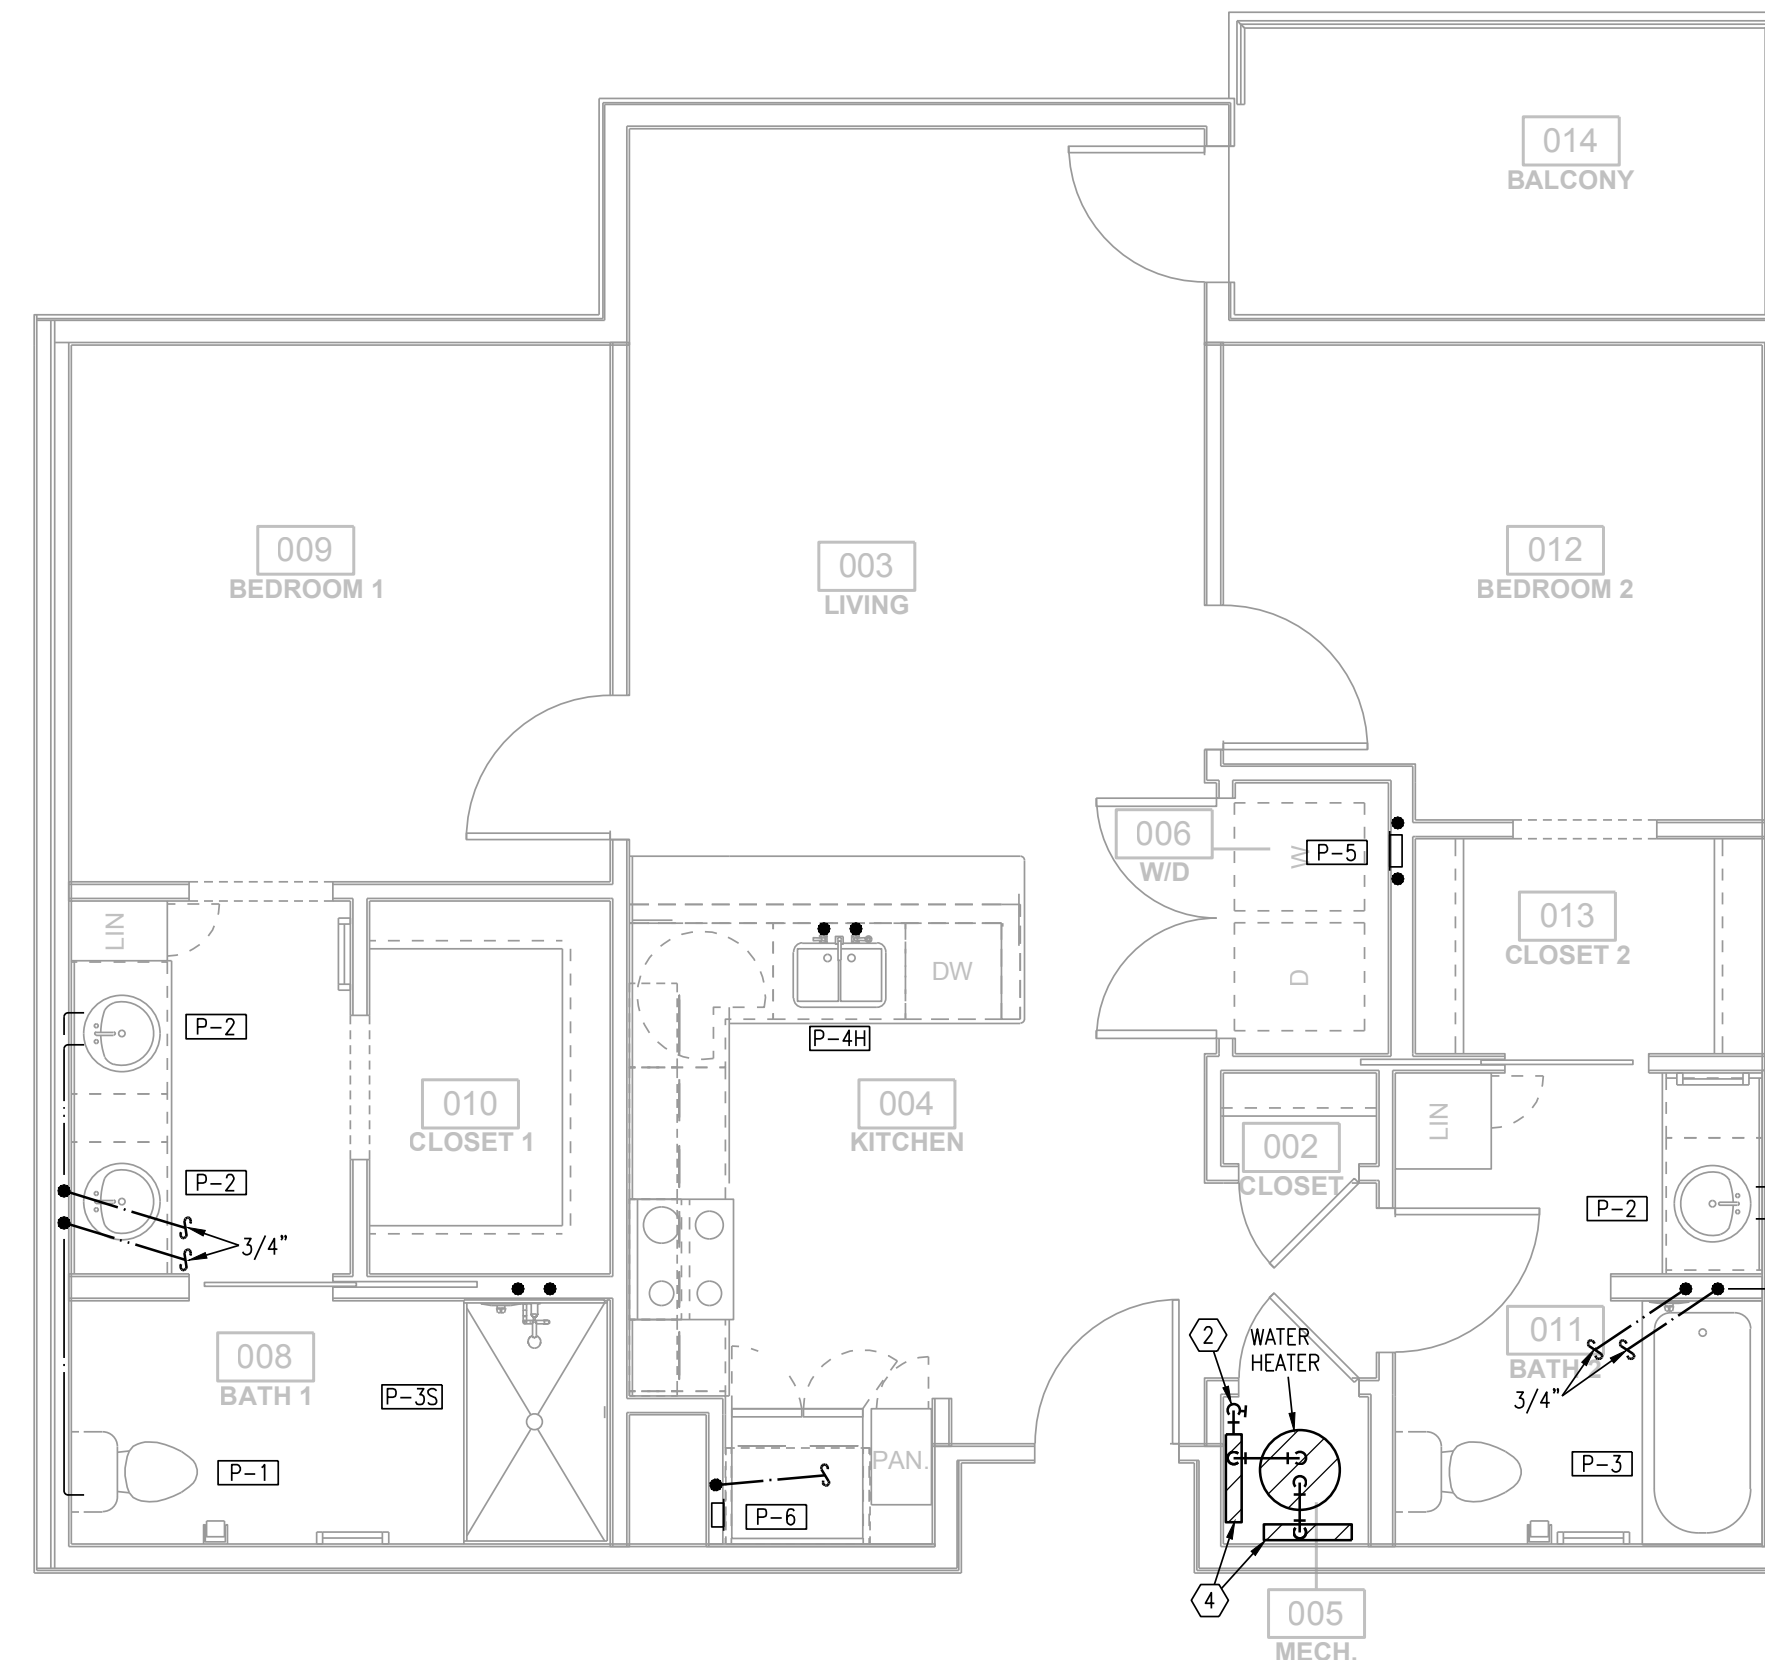 014
BALCONY
009
BEDROOM 1
003
LIVING
012
BEDROOM 2
006
W/D
W
P-5
013
CLOSET 2
LIN
DW
D
P-2
P-4H
010
CLOSET 1
004
KITCHEN
002
CLOSET
LIN
P-2
P-2
3/4"
008
BATH 1
P-3S
2
WATER
HEATER
011
BATH 2
3/4"
P-1
PAN.
P-3
P-6
4
005
MECH.